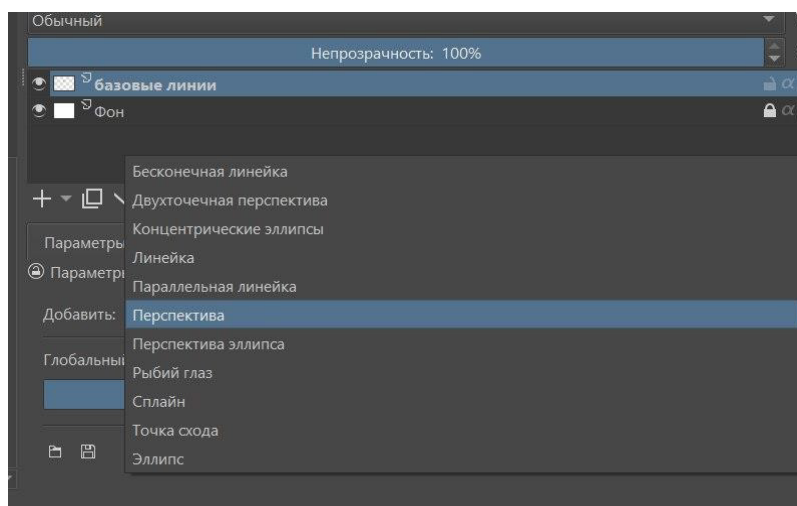 Обычный
Непрозрачность: 100%
базовые линии
Фон
Бесконечная линейка
Двухточечная перспектива
Концентрические эллипсы
Линейка
Параллельная линейка
Перспектива
Перспектива эллипса
Рыбий глаз
Сплайн
Точка схода
Эллипс
Параметры
Параметры
Добавить:
Глобальный